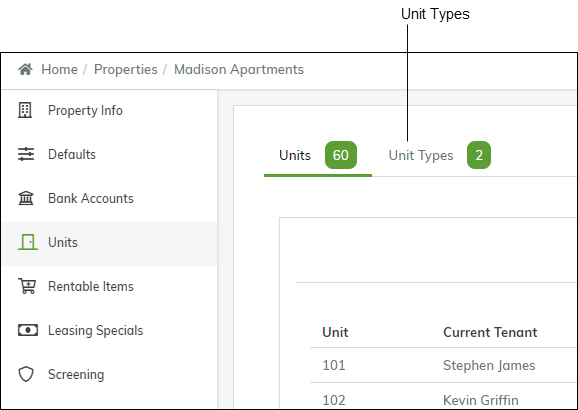 Unit Types
Home / Properties / Madison Apartments
Property Info
Defaults
Bank Accounts
Units
Rentable Items
Leasing Specials
Screening
Units 60 Unit Types 2
Unit Current Tenant
101 Stephen James
102 Kevin Griffin